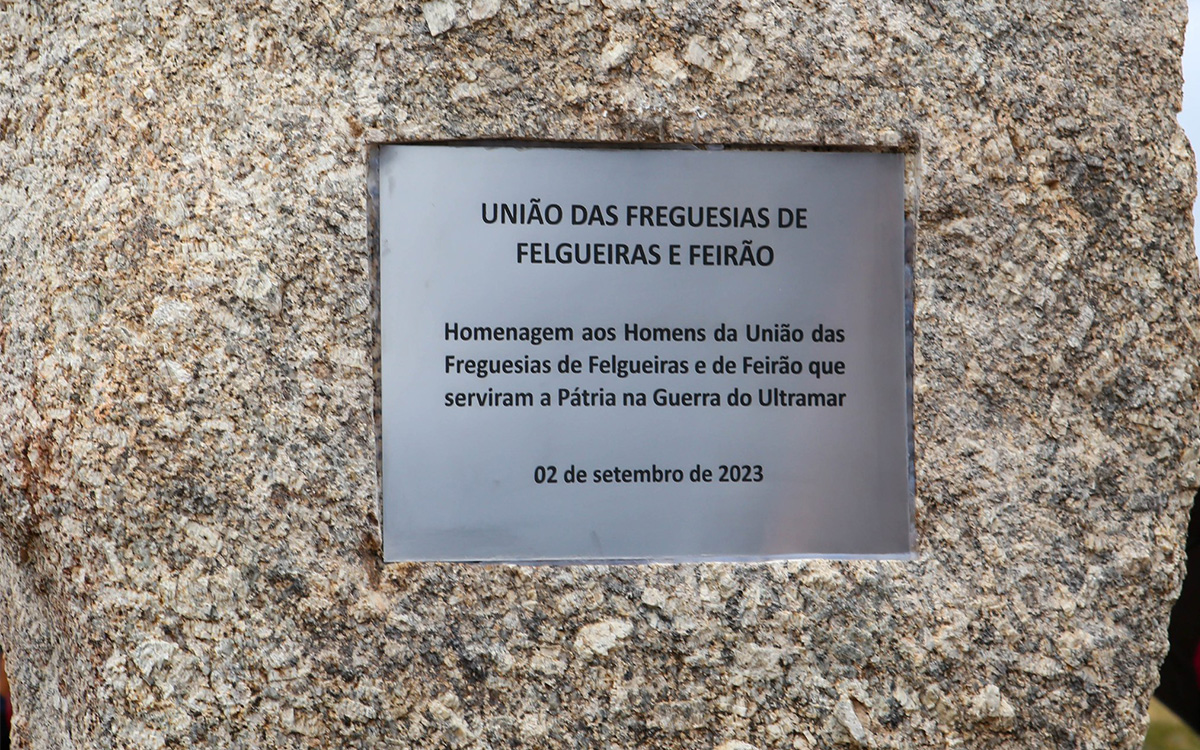 UNIÃO DAS FREGUESIAS DE
FELGUEIRAS E FEIRÃO
Homenagem aos Homens da União das
Freguesias de Felgueiras e de Feirão que
serviram a Pátria na Guerra do Ultramar
02 de setembro de 2023